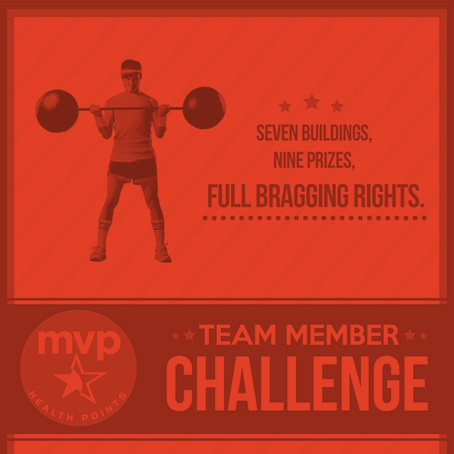 SEVEN BUILDINGS,
NINE PRIZES,
FULL BRAGGING RIGHTS.
mvp
HEALTH POINTS
TEAM MEMBER
CHALLENGE